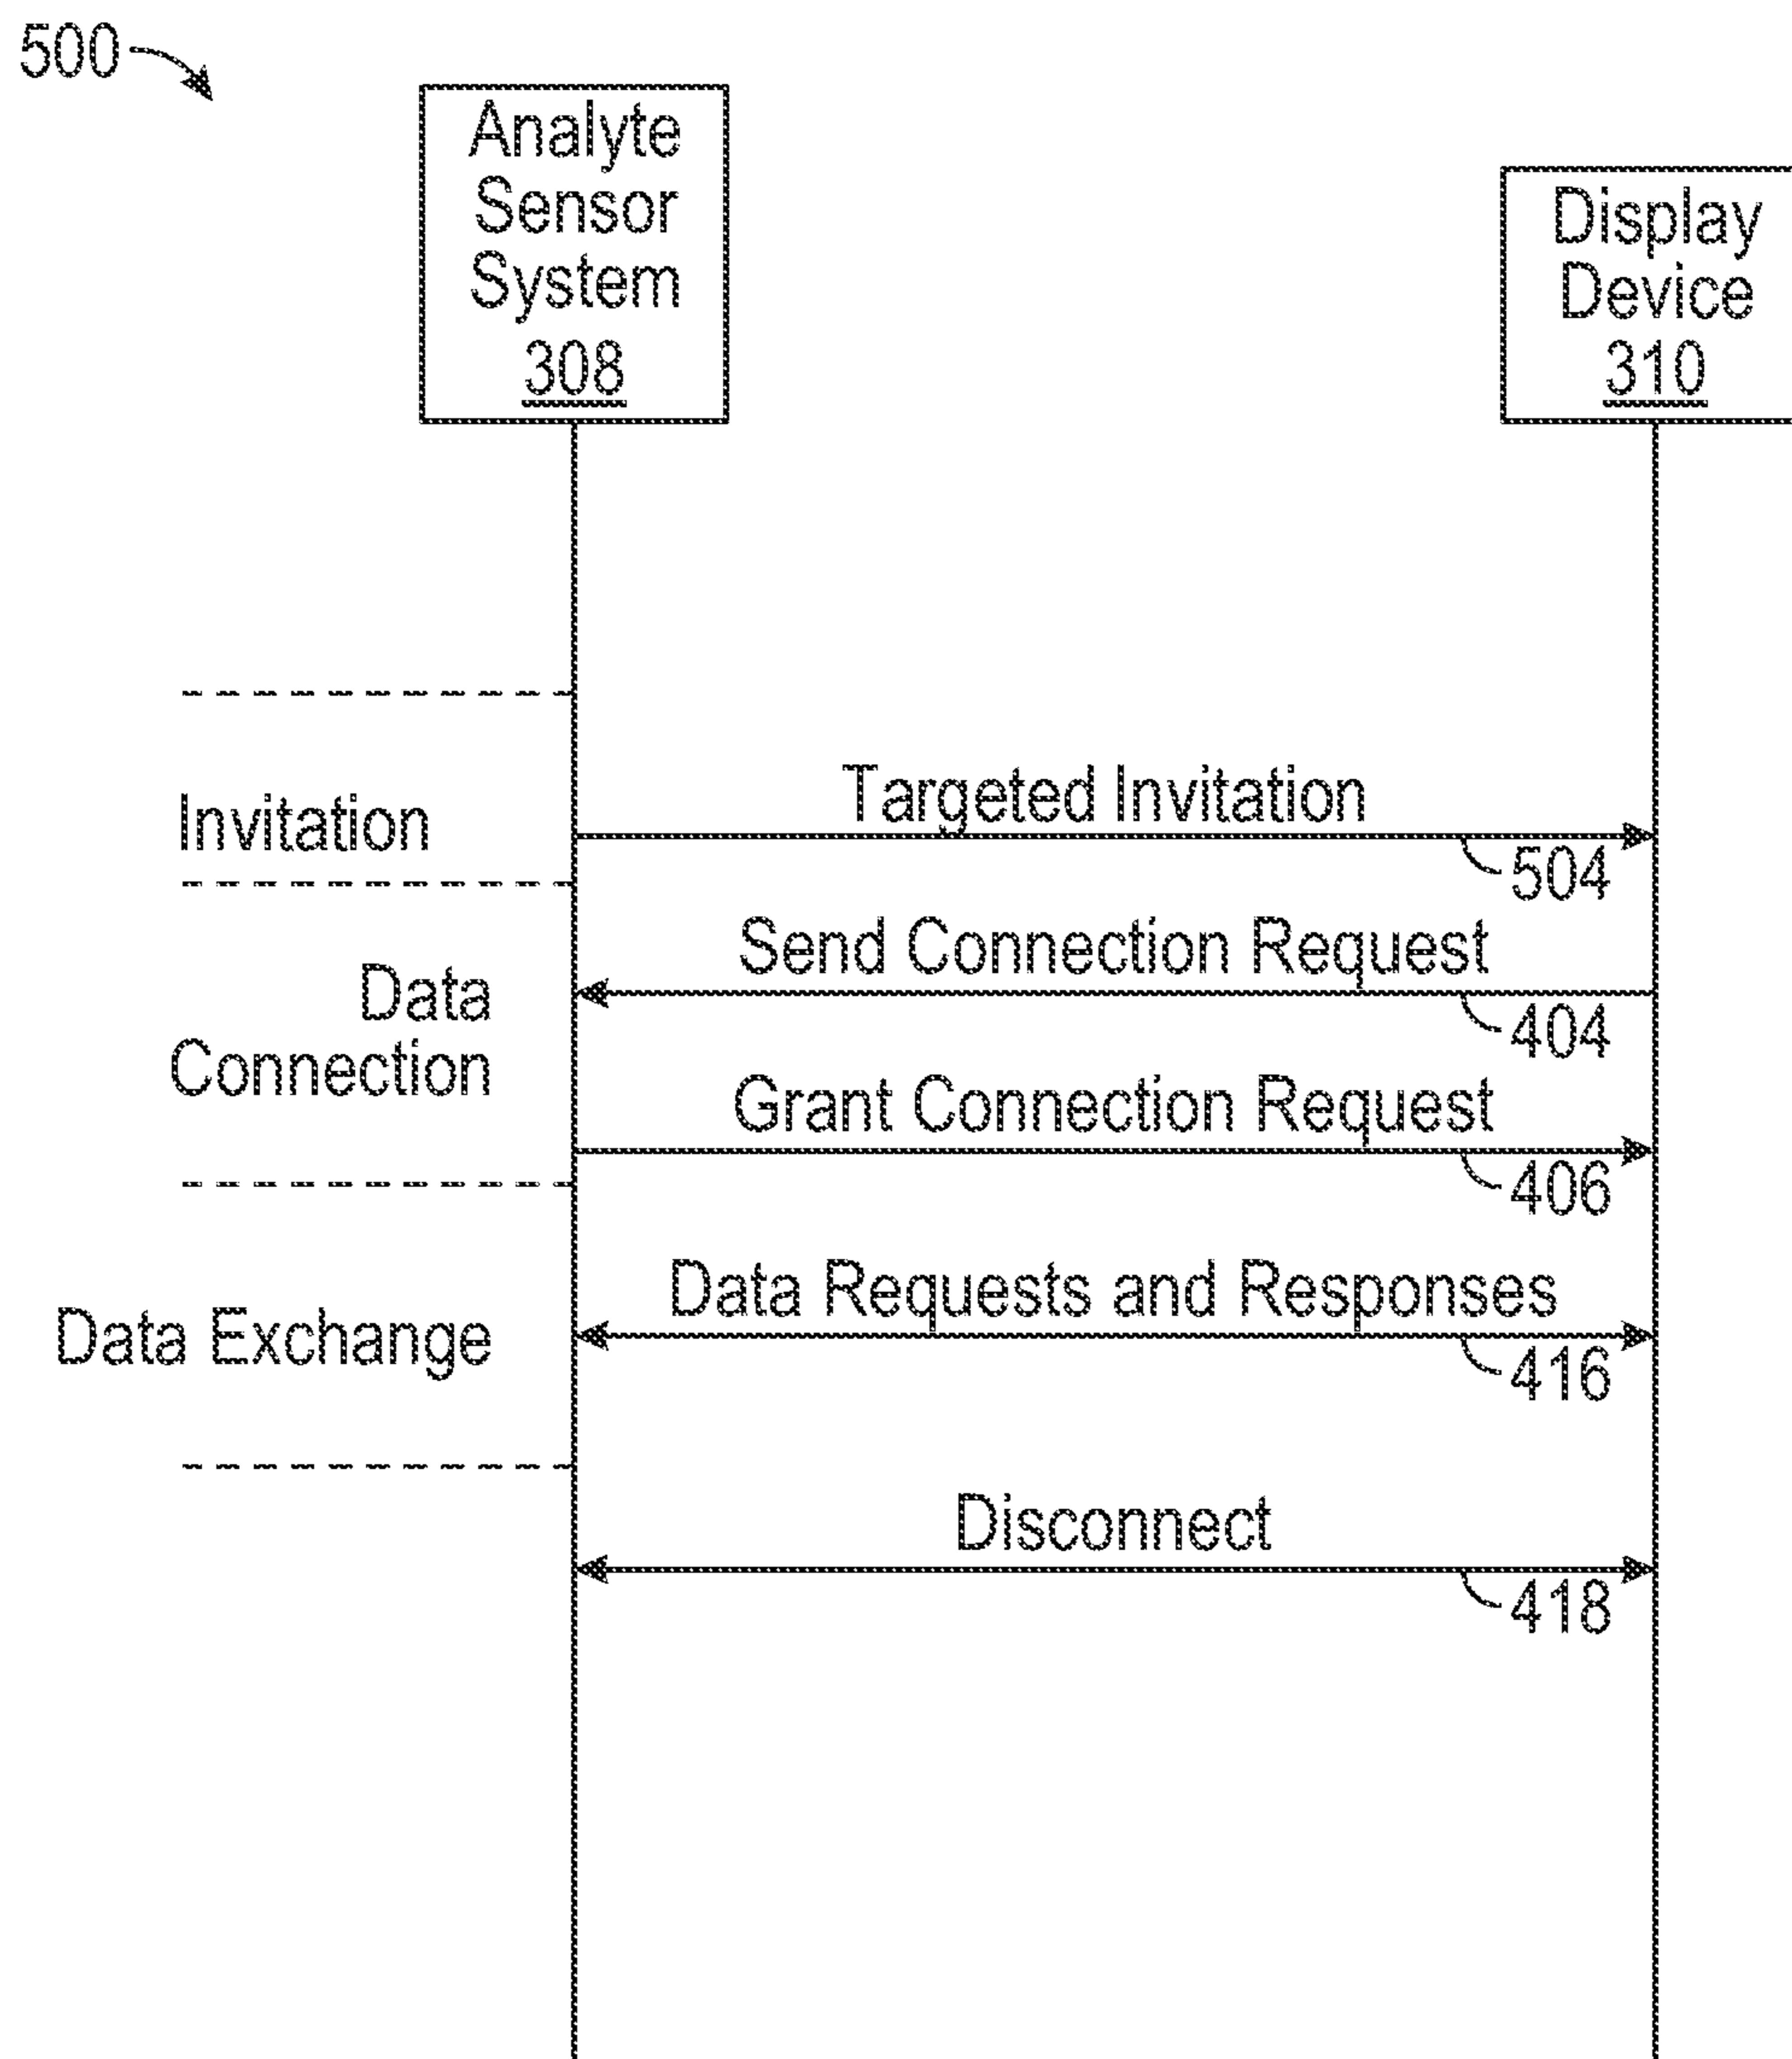 500
Analyte
Sensor
System
308
Display
Device
310
Invitation
Targeted Invitation
504
Data
Connection
Send Connection Request
404
Grant Connection Request
406
Data Exchange
Data Requests and Responses
416
Disconnect
418